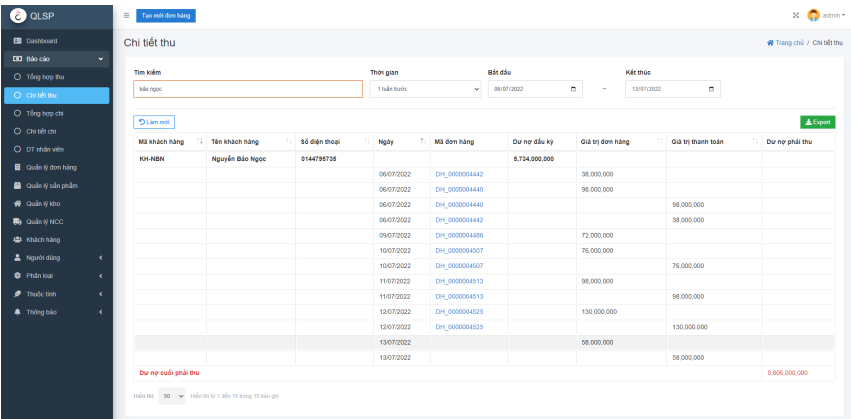 QLSP
Tạo mới đơn hàng
admin
Dashboard
Báo cáo
Tổng hợp thu
Chi tiết thu
Tổng hợp chi
Chi tiết chi
DT nhân viên
Quản lý đơn hàng
Quản lý sản phẩm
Quản lý kho
Quản lý NCC
Khách hàng
Người dùng
Phân loại
Thuộc tính
Thông báo
Chi tiết thu
Trang chủ / Chi tiết thu
Tìm kiếm Thời gian Bắt đầu Kết thúc
bảo ngọc 1 tuần trước 06/07/2022 – 13/07/2022
Làm mới Export
Mã khách hàng Tên khách hàng Số điện thoại Ngày Mã đơn hàng Dư nợ đầu kỳ Giá trị đơn hàng Giá trị thanh toán Dư nợ phải thu
KH-NBN Nguyễn Bảo Ngọc 0144795735 5,734,000,000
06/07/2022 DH_0000004442 38,000,000
06/07/2022 DH_0000004440 98,000,000
06/07/2022 DH_0000004440 98,000,000
06/07/2022 DH_0000004442 38,000,000
09/07/2022 DH_0000004486 72,000,000
10/07/2022 DH_0000004507 76,000,000
10/07/2022 DH_0000004507 76,000,000
11/07/2022 DH_0000004513 98,000,000
11/07/2022 DH_0000004513 98,000,000
12/07/2022 DH_0000004525 130,000,000
12/07/2022 DH_0000004525 130,000,000
13/07/2022 58,000,000
13/07/2022 58,000,000
Dư nợ cuối phải thu 5,806,000,000
Hiển thị 50 Hiển thị từ 1 đến 15 trong 15 bản ghi